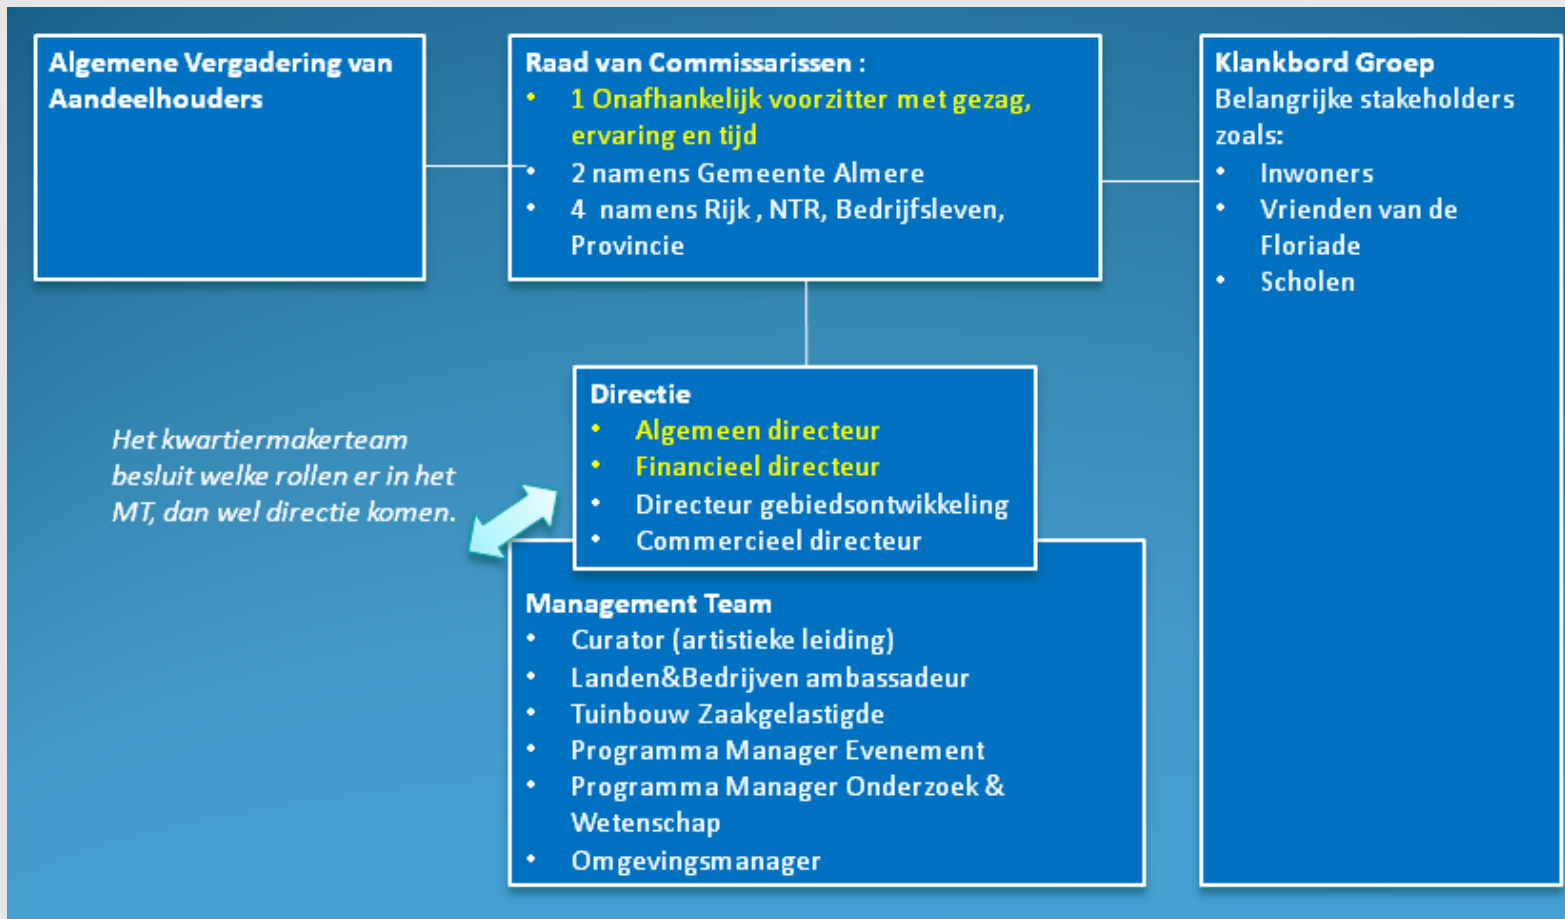 Algemene Vergadering van
Aandeelhouders
Raad van Commissarissen :
• 1 Onafhankelijk voorzitter met gezag,
ervaring en tijd
• 2 namens Gemeente Almere
• 4 namens Rijk , NTR, Bedrijfsleven,
Provincie
Klankbord Groep
Belangrijke stakeholders
zoals:
• Inwoners
• Vrienden van de
Floriade
• Scholen
Directie
• Algemeen directeur
• Financieel directeur
• Directeur gebiedsontwikkeling
• Commercieel directeur
Het kwartiermakerteam
besluit welke rollen er in het
MT, dan wel directie komen.
Management Team
• Curator (artistieke leiding)
• Landen&Bedrijven ambassadeur
• Tuinbouw Zaakgelastigde
• Programma Manager Evenement
• Programma Manager Onderzoek &
Wetenschap
• Omgevingsmanager